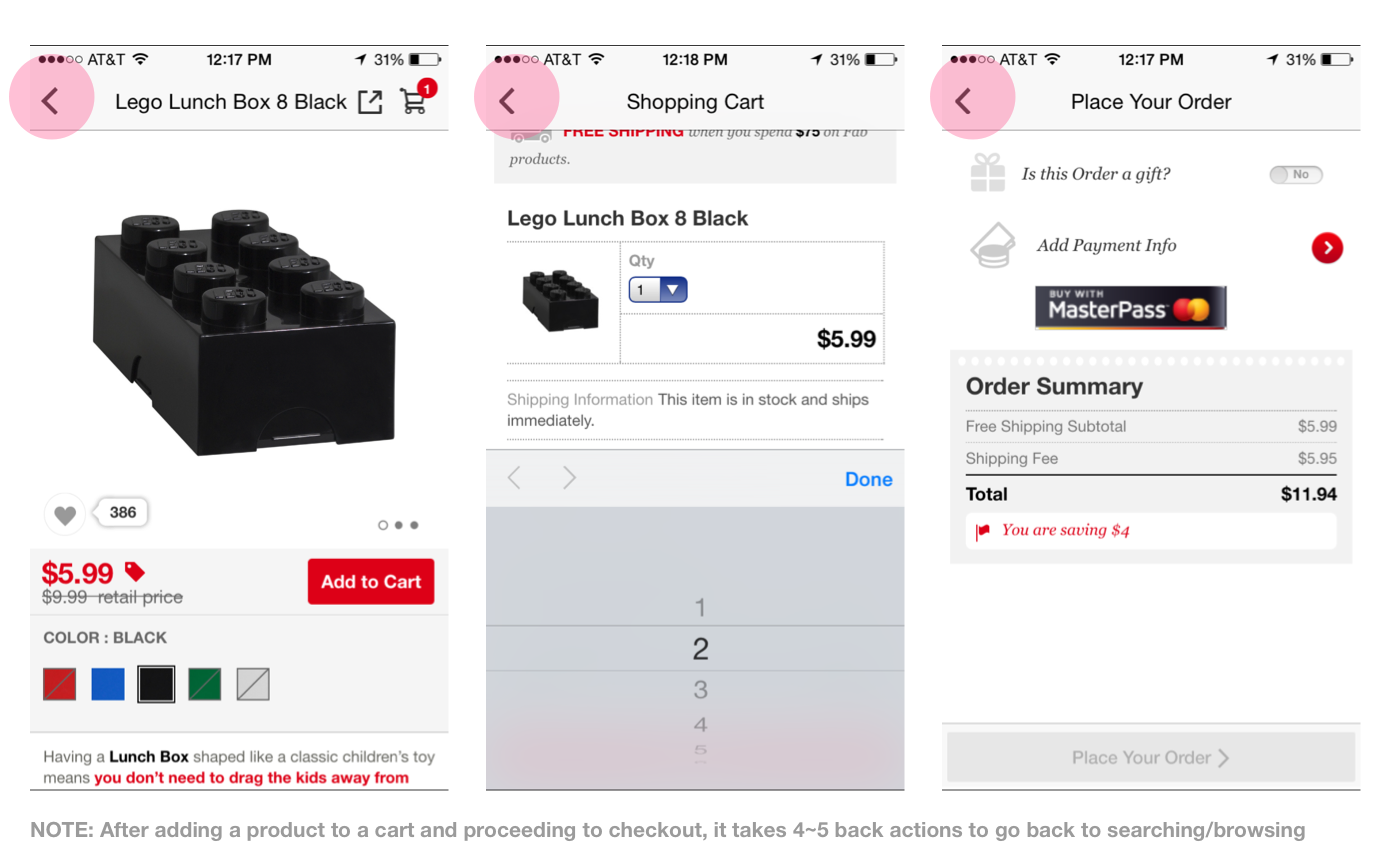 AT&T 12:17 PM 31%
Lego Lunch Box 8 Black 1
386
$5.99
$9.99 retail price
Add to Cart
COLOR : BLACK
Having a Lunch Box shaped like a classic children's toy
means you don't need to drag the kids away from
AT&T 12:18 PM 31%
Shopping Cart
FREE SHIPPING when you spend $75 on Fab
products.
Lego Lunch Box 8 Black
Qty
1
$5.99
Shipping Information This item is in stock and ships
immediately.
Done
1
2
3
4
5
AT&T 12:17 PM 31%
Place Your Order
Is this Order a gift? No
Add Payment Info
BUY WITH
MasterPass
Order Summary
Free Shipping Subtotal $5.99
Shipping Fee $5.95
Total $11.94
You are saving $4
Place Your Order
NOTE: After adding a product to a cart and proceeding to checkout, it takes 4~5 back actions to go back to searching/browsing